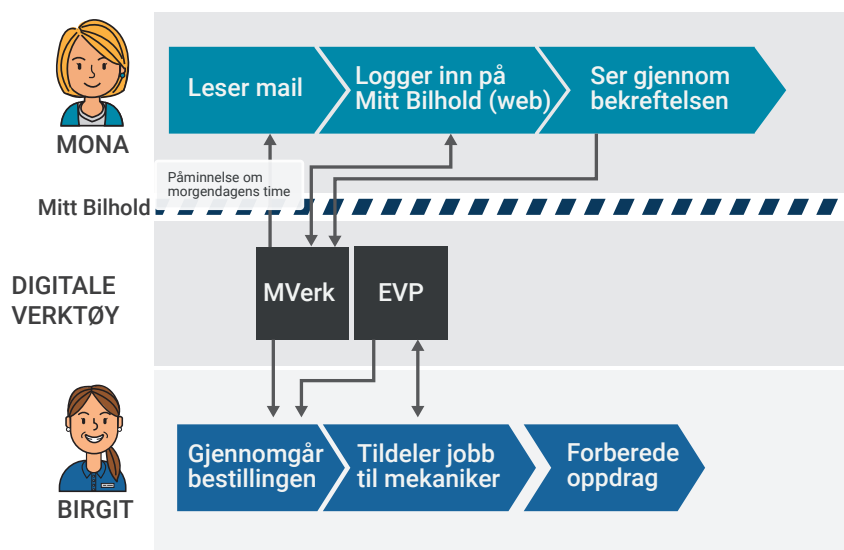 Leser mail
Logger inn på
Mitt Bilhold (web)
Ser gjennom
bekreftelsen
MONA
Påminnelse om
morgendagens time
Mitt Bilhold
DIGITALE
VERKTØY
MVerk
EVP
Gjennomgår
bestillingen
Tildeler jobb
til mekaniker
Forberede
oppdrag
BIRGIT